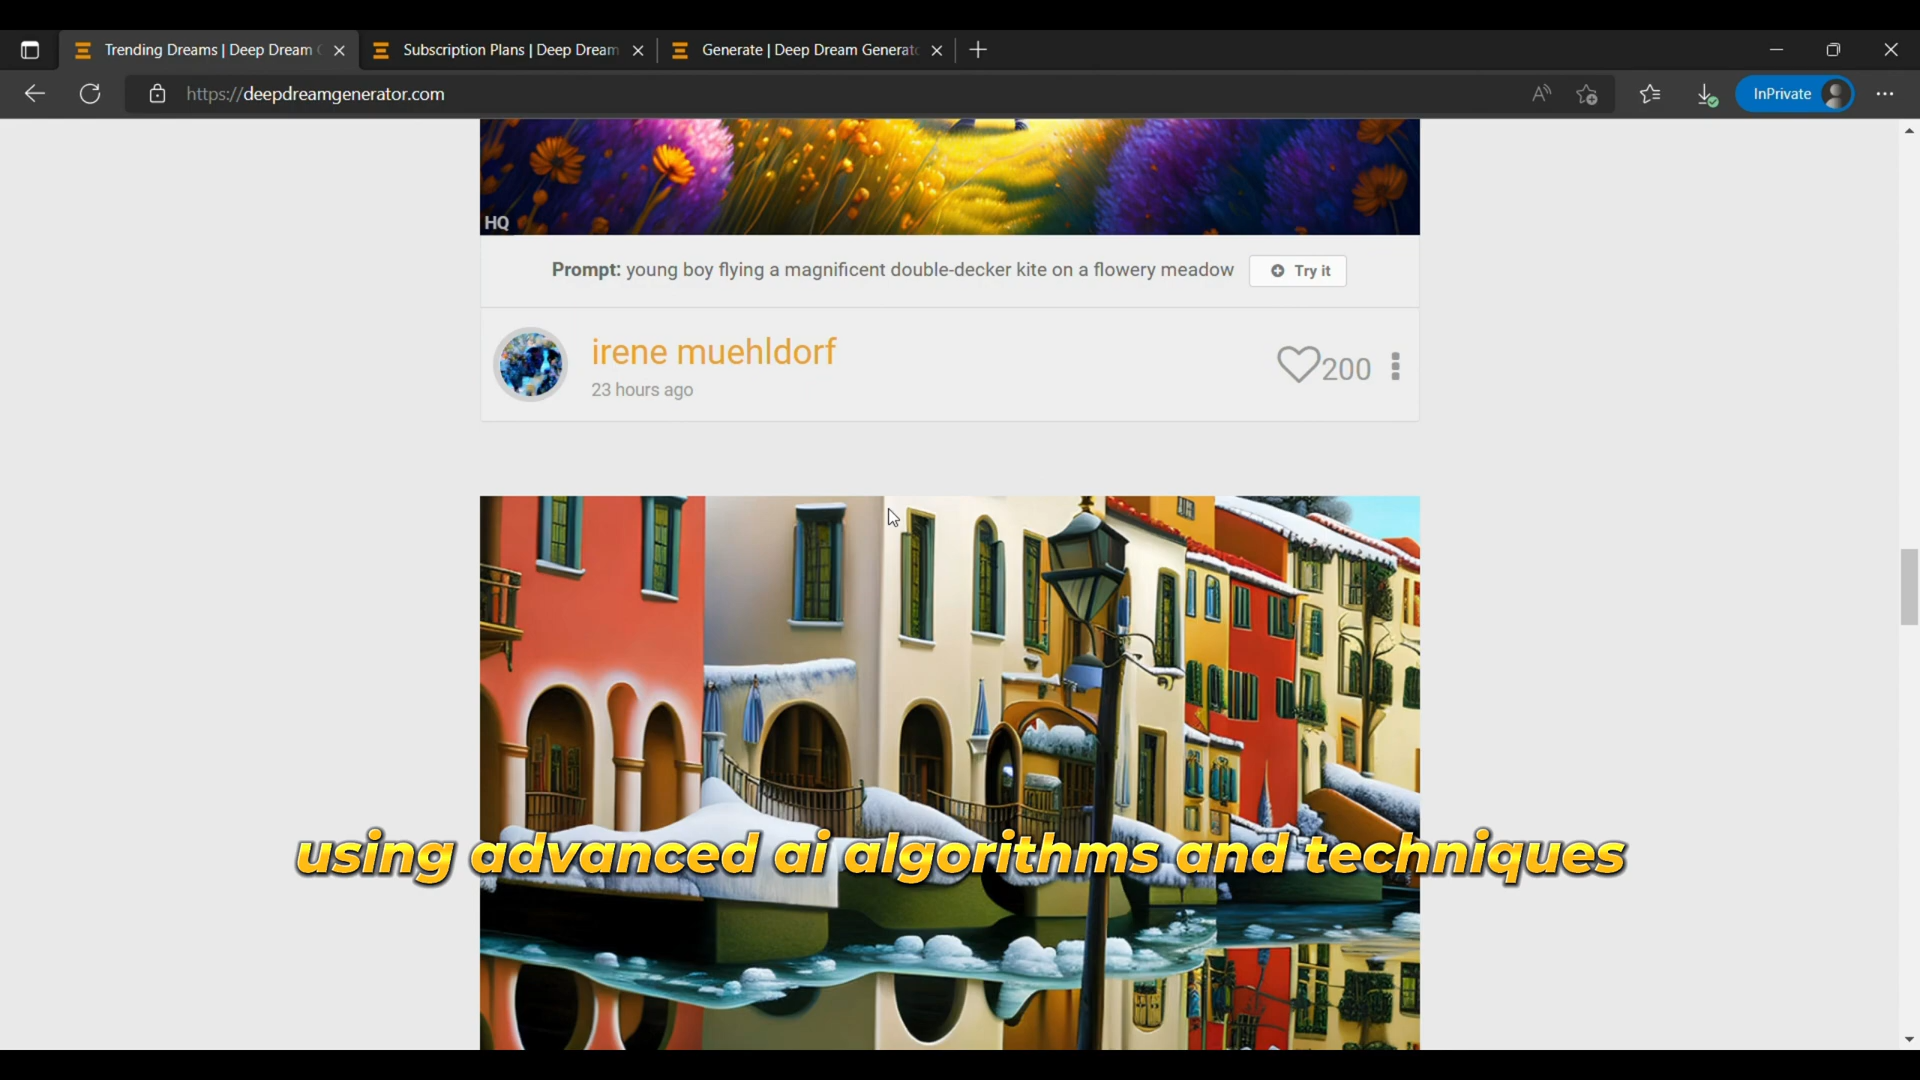 Trending Dreams | Deep Dream
Subscription Plans | Deep Dream
Generate | Deep Dream Generat
https://deepdreamgenerator.com
InPrivate
HQ
Prompt: young boy flying a magnificent double-decker kite on a flowery meadow
Try it
irene muehldorf
200
23 hours ago
using advanced ai algorithms and techniques